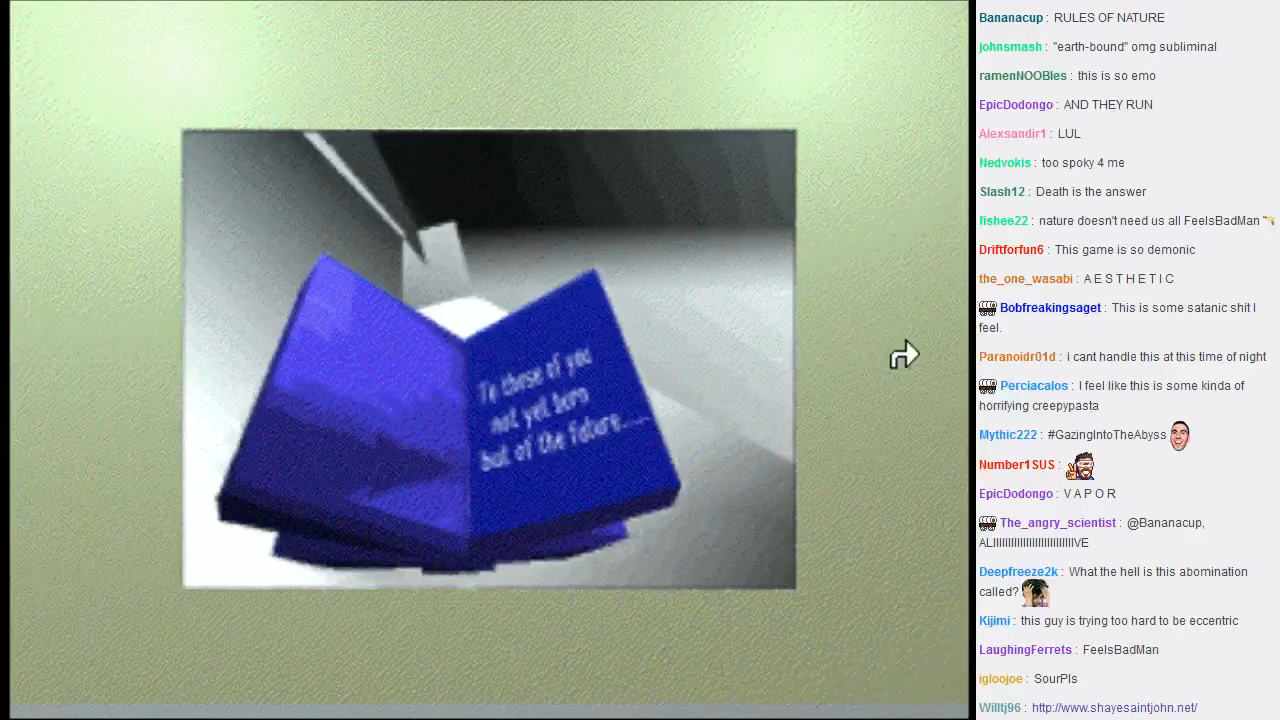 To those of you
not yet born
but of the future....
Bananacup : RULES OF NATURE
johnsmash : "earth-bound" omg subliminal
ramenNOOBles : this is so emo
EpicDodongo : AND THEY RUN
Alexsandir1 : LUL
Nedvokis : too spoky 4 me
Slash12 : Death is the answer
fishee22 : nature doesn't need us all FeelsBadMan
Driftforfun6 : This game is so demonic
the_one_wasabi : A E S T H E T I C
Bobfreakingsaget : This is some satanic shit I
feel.
Paranoidr01d : i cant handle this at this time of night
Perciacalos : I feel like this is some kinda of
horrifying creepypasta
Mythic222 : #GazingIntoTheAbyss
Number1SUS :
EpicDodongo : V A P O R
The_angry_scientist : @Bananacup,
ALIIIIIIIIIIIIIIIIIIIIIIIIIIVE
Deepfreeze2k : What the hell is this abomination
called?
Kijimi : this guy is trying too hard to be eccentric
LaughingFerrets : FeelsBadMan
igloojoe : SourPls
Willtj96 : http://www.shayesaintjohn.net/